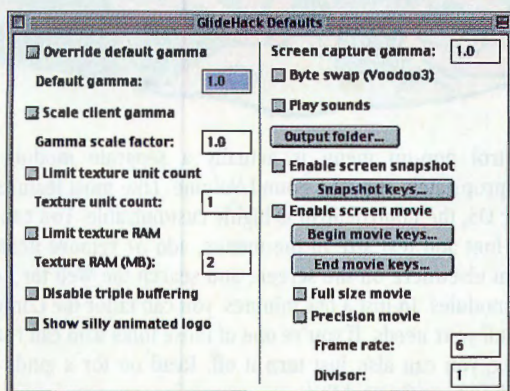 GlideHack Defaults
Override default gamma
Default gamma: 1.0
Scale client gamma
Gamma scale factor: 1.0
Limit texture unit count
Texture unit count: 1
Limit texture RAM
Texture RAM (MB): 2
Disable triple buffering
Show silly animated logo
Screen capture gamma: 1.0
Byte swap (Voodoo3)
Play sounds
Output folder...
Enable screen snapshot
Snapshot keys...
Enable screen movie
Begin movie keys...
End movie keys...
Full size movie
Precision movie
Frame rate: 6
Divisor: 1